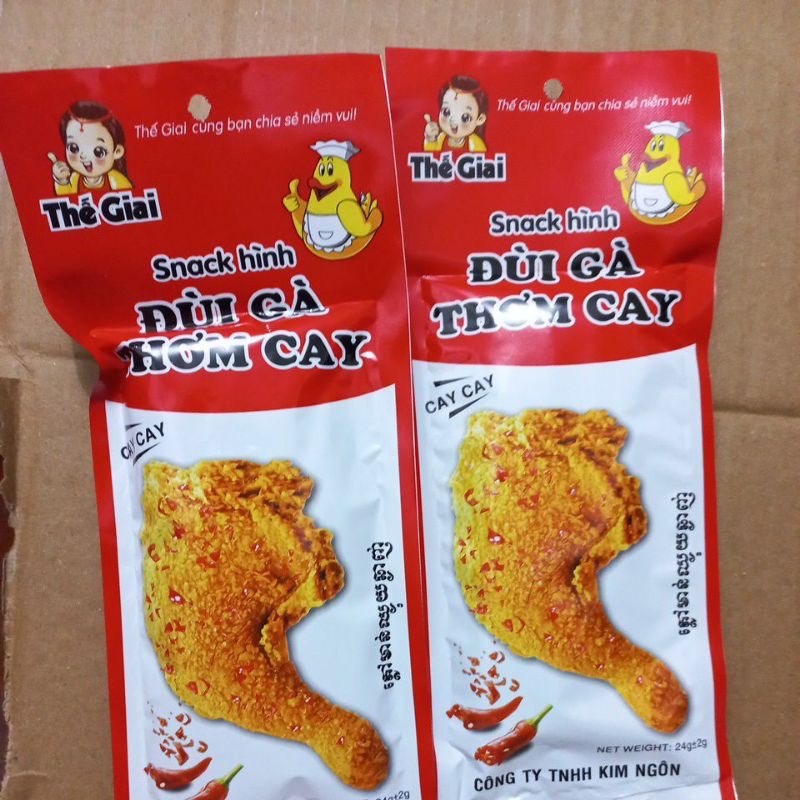 Thế Giai cùng bạn chia sẻ niềm vui!
Thế Giai
Snack hình
ĐÙI GÀ
THƠM CAY
CAY CAY
24g±2g
Thế Giai cùng bạn chia sẻ niềm vui!
Thế Giai
Snack hình
ĐÙI GÀ
THƠM CAY
CAY CAY
NET WEIGHT: 24g±2g
CÔNG TY TNHH KIM NGÔN